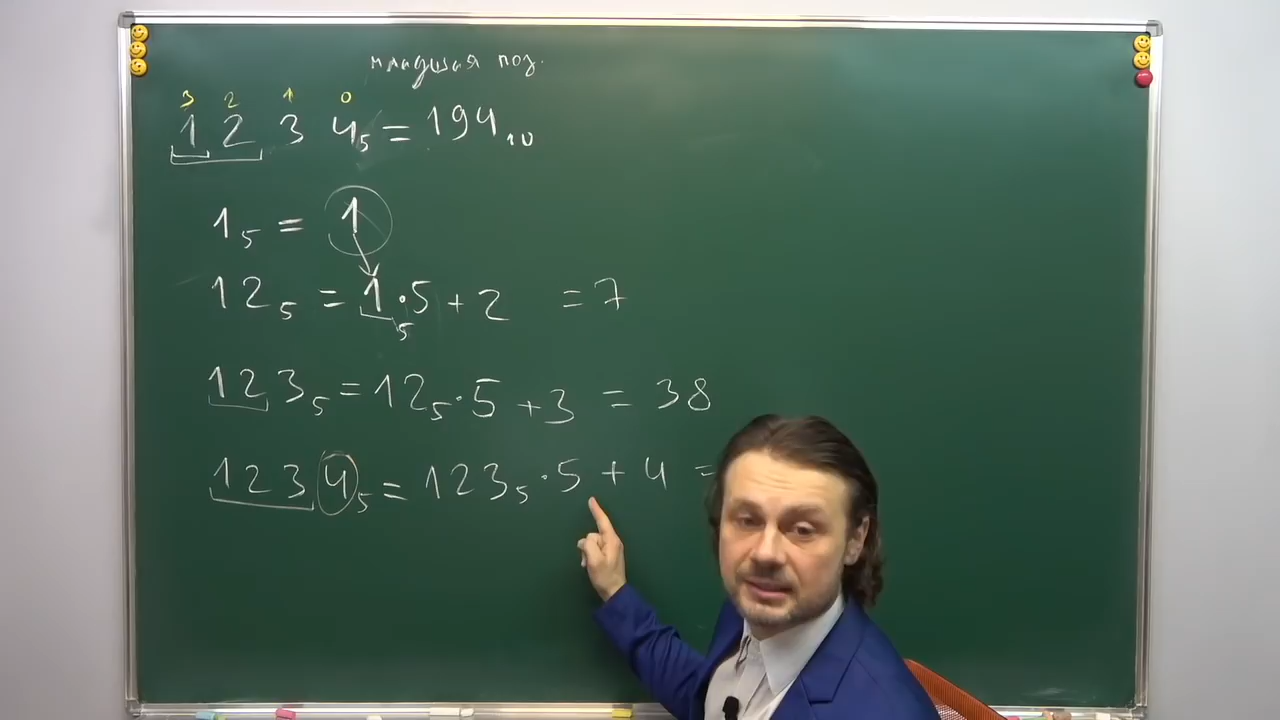 младшая поз.
3 2 1 0
1 2 3 4₅ = 194₁₀
1₅ = 1
12₅ = 1₅·5 + 2 = 7
123₅ = 12₅·5 + 3 = 38
1234₅ = 123₅·5 + 4 =